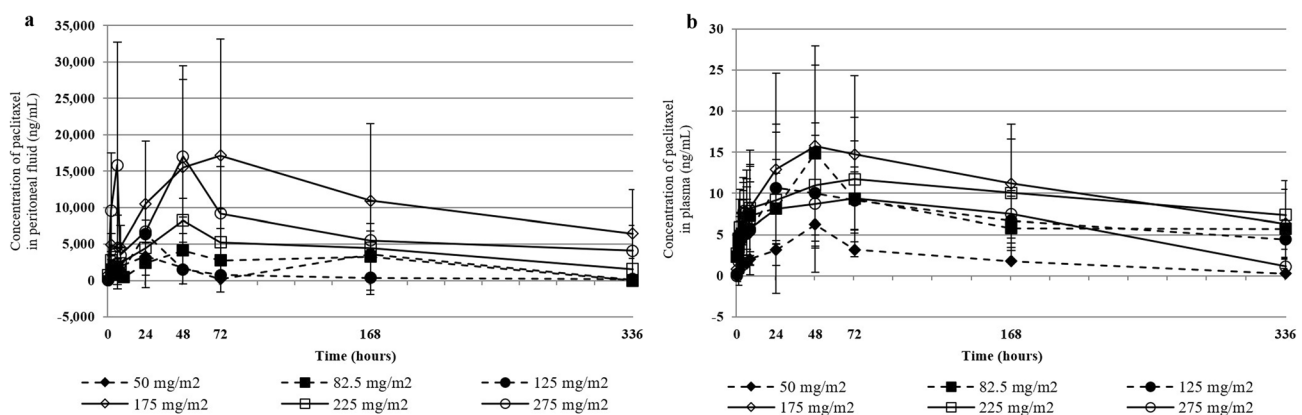 a
Concentration of paclitaxel
in peritoneal fluid (ng/mL)
35,000
30,000
25,000
20,000
15,000
10,000
5,000
0
-5,000
0 24 48 72 168 336
Time (hours)
50 mg/m2 82.5 mg/m2 125 mg/m2
175 mg/m2 225 mg/m2 275 mg/m2
b
Concentration of paclitaxel
in plasma (ng/mL)
30
25
20
15
10
5
0
-5
0 24 48 72 168 336
Time (hours)
50 mg/m2 82.5 mg/m2 125 mg/m2
175 mg/m2 225 mg/m2 275 mg/m2